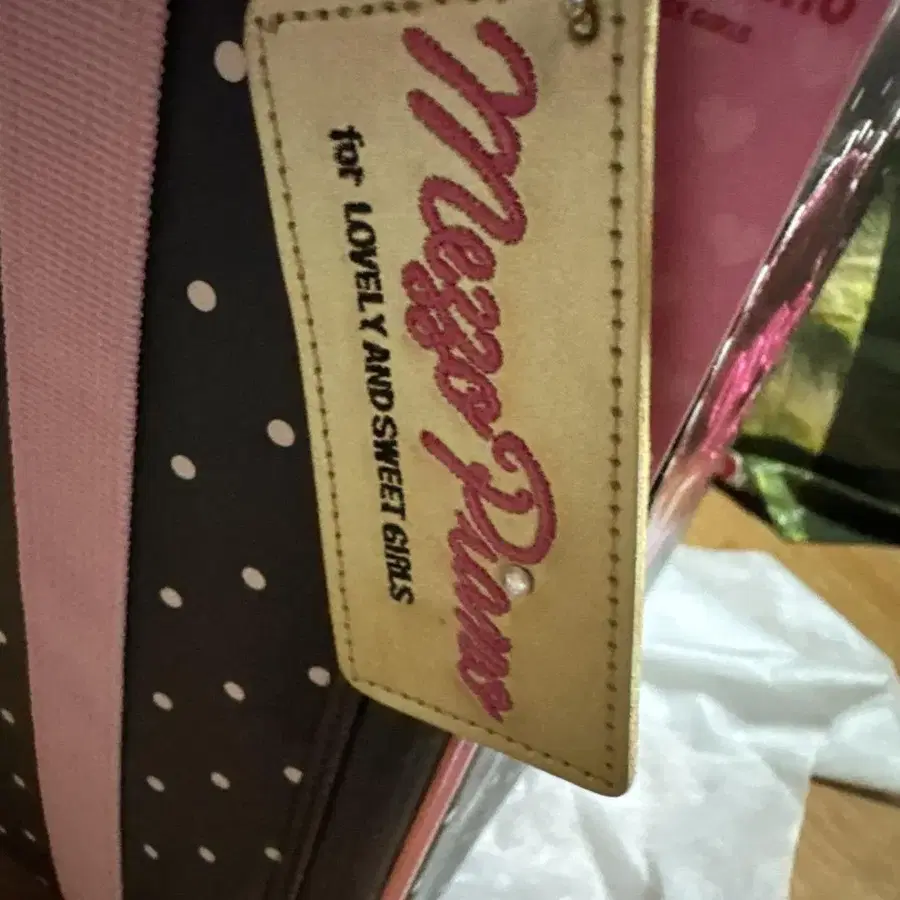 mezzo piano
for LOVELY AND SWEET GIRLS